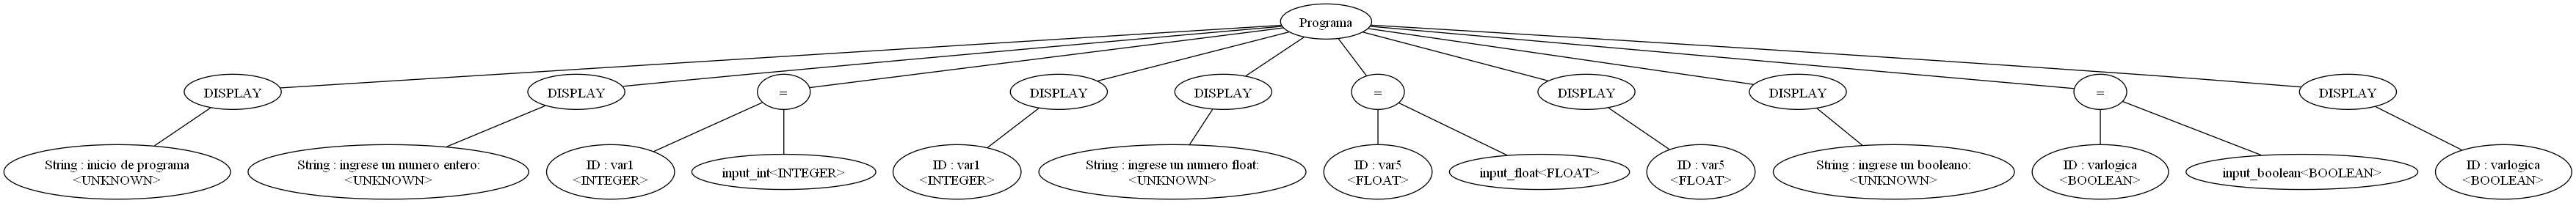 Programa
DISPLAY
DISPLAY
=
DISPLAY
DISPLAY
=
DISPLAY
DISPLAY
=
DISPLAY
String : inicio de programa
<UNKNOWN>
String : ingrese un numero entero:
<UNKNOWN>
ID : var1
<INTEGER>
input_int<INTEGER>
ID : var1
<INTEGER>
String : ingrese un numero float:
<UNKNOWN>
ID : var5
<FLOAT>
input_float<FLOAT>
ID : var5
<FLOAT>
String : ingrese un booleano:
<UNKNOWN>
ID : varlogica
<BOOLEAN>
input_boolean<BOOLEAN>
ID : varlogica
<BOOLEAN>